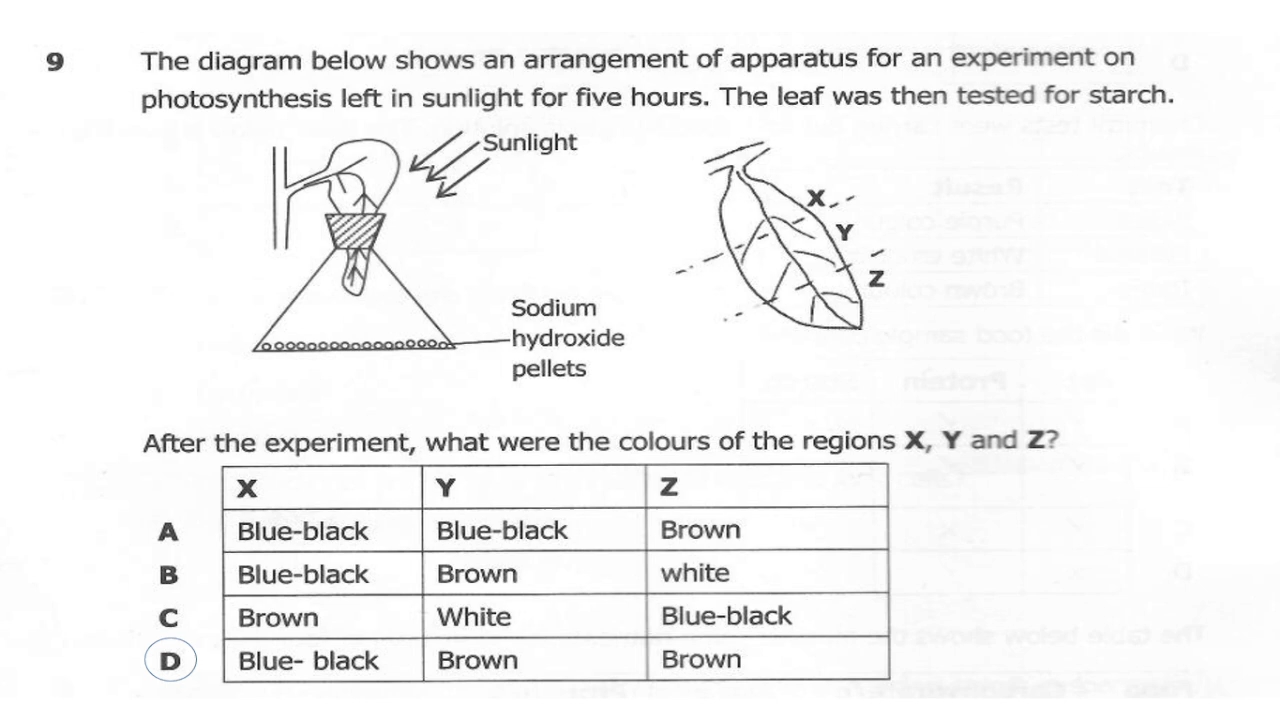 9 The diagram below shows an arrangement of apparatus for an experiment on
photosynthesis left in sunlight for five hours. The leaf was then tested for starch.
Sunlight
X
Y
Z
Sodium
hydroxide
pellets
After the experiment, what were the colours of the regions X, Y and Z?
X Y Z
A Blue-black Blue-black Brown
B Blue-black Brown white
C Brown White Blue-black
D Blue- black Brown Brown